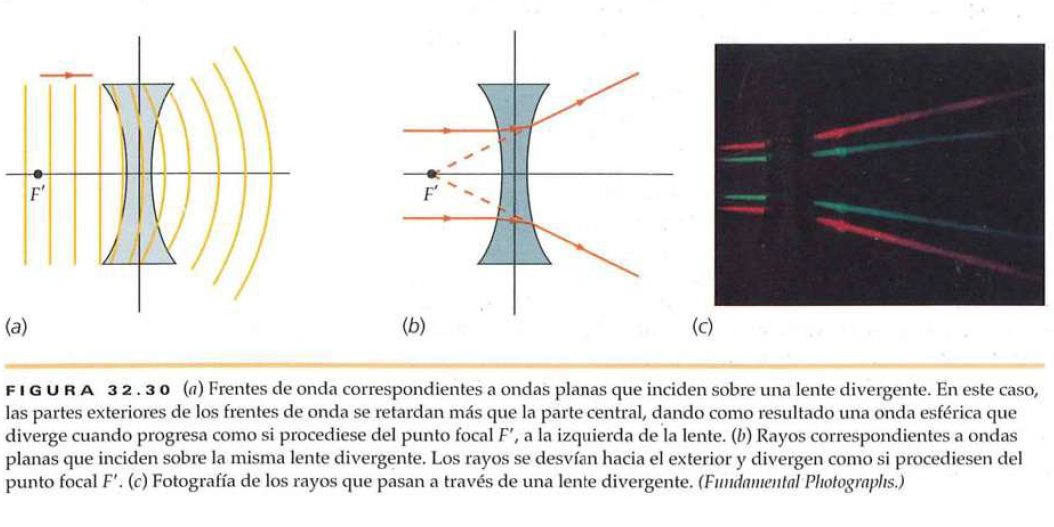 F'
F'
(a)
(b)
(c)
FIGURA 32.30 (a) Frentes de onda correspondientes a ondas planas que inciden sobre una lente divergente. En este caso,
las partes exteriores de los frentes de onda se retardan más que la parte central, dando como resultado una onda esférica que
diverge cuando progresa como si procediese del punto focal F', a la izquierda de la lente. (b) Rayos correspondientes a ondas
planas que inciden sobre la misma lente divergente. Los rayos se desvían hacia el exterior y divergen como si procediesen del
punto focal F'. (c) Fotografía de los rayos que pasan a través de una lente divergente. (Fundamental Photographs.)